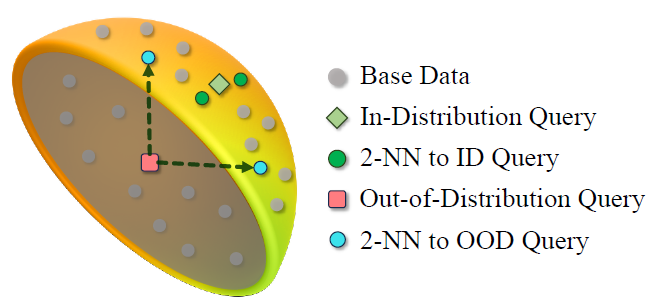 Base Data
In-Distribution Query
2-NN to ID Query
Out-of-Distribution Query
2-NN to OOD Query